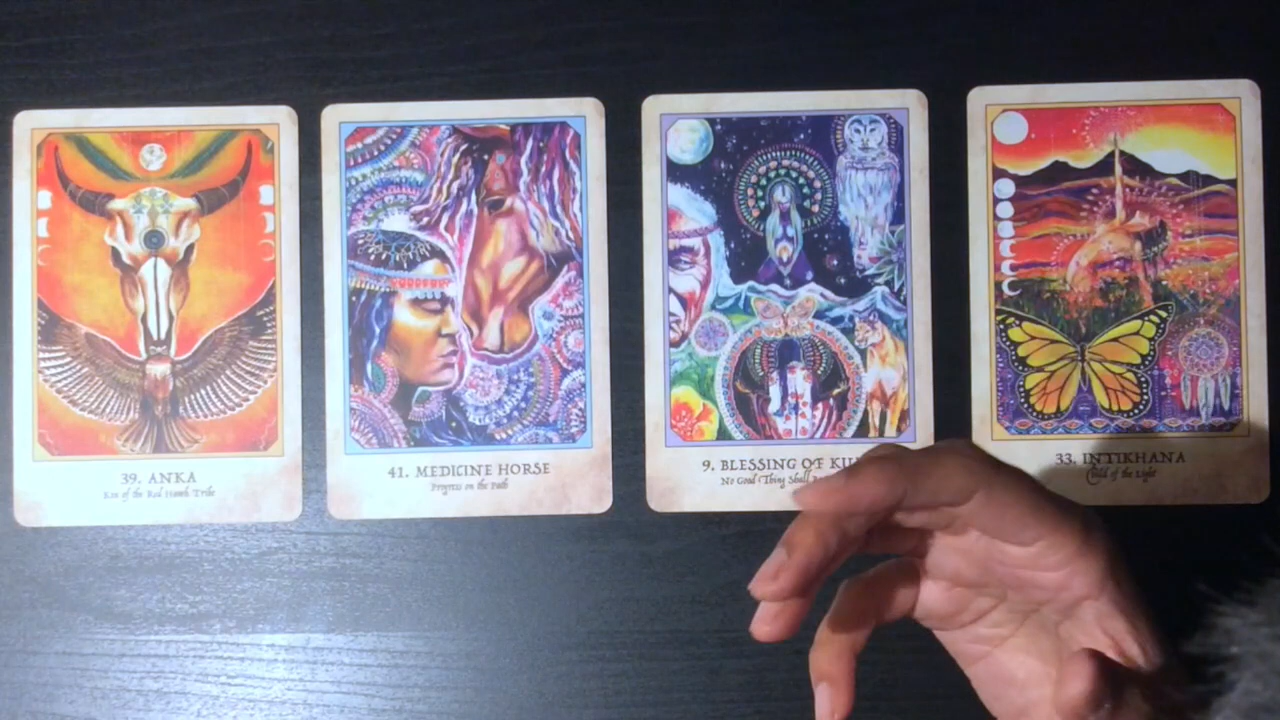 39. ANKA
Kin of the Red Hawk Tribe
41. MEDICINE HORSE
Progress on the Path
9. BLESSING OF
No Good Thing Shall
33. INTIKHANA
Child of the Light